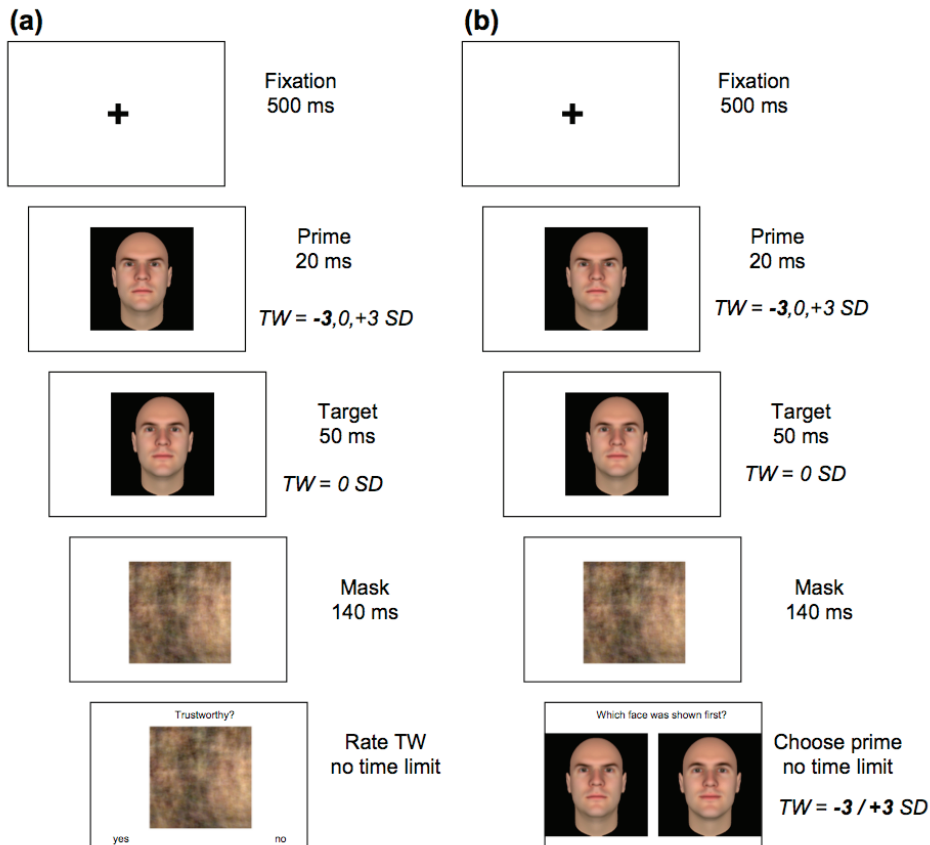 (a)
Fixation
500 ms
Prime
20 ms
TW = -3,0,+3 SD
Target
50 ms
TW = 0 SD
Mask
140 ms
Trustworthy?
yes
no
Rate TW
no time limit
(b)
Fixation
500 ms
Prime
20 ms
TW = -3,0,+3 SD
Target
50 ms
TW = 0 SD
Mask
140 ms
Which face was shown first?
Choose prime
no time limit
TW = -3 / +3 SD